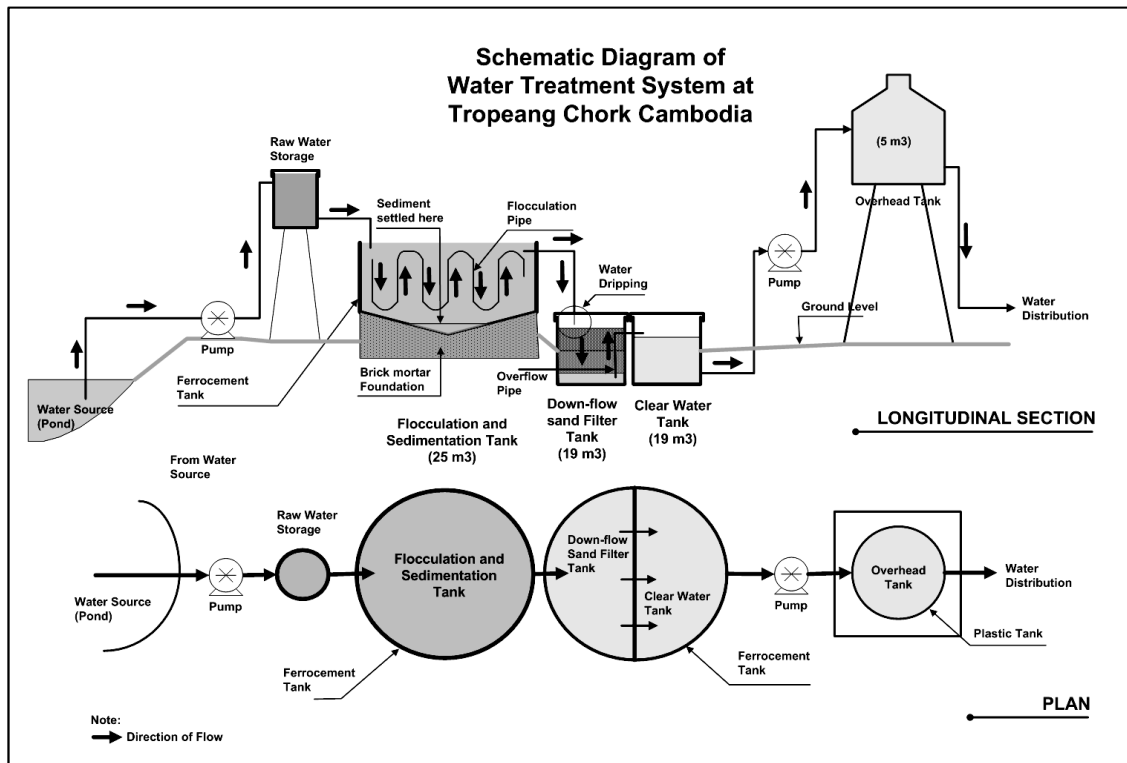 Schematic Diagram of
Water Treatment System at
Tropeang Chork Cambodia
Raw Water
Storage
Sediment
settled here
Flocculation
Pipe
(5 m3)
Overhead Tank
Water
Dripping
Pump
Ground Level
Water
Distribution
Pump
Ferrocement
Tank
Brick mortar
Foundation
Overflow
Pipe
Water Source
(Pond)
Flocculation and
Sedimentation Tank
(25 m3)
Down-flow
sand Filter
Tank
(19 m3)
Clear Water
Tank
(19 m3)
LONGITUDINAL SECTION
From Water
Source
Raw Water
Storage
Water Source
(Pond)
Pump
Flocculation and
Sedimentation
Tank
Down-flow
Sand Filter
Tank
Clear Water
Tank
Pump
Overhead
Tank
Water
Distribution
Plastic Tank
Ferrocement
Tank
Ferrocement
Tank
PLAN
Note:
Direction of Flow